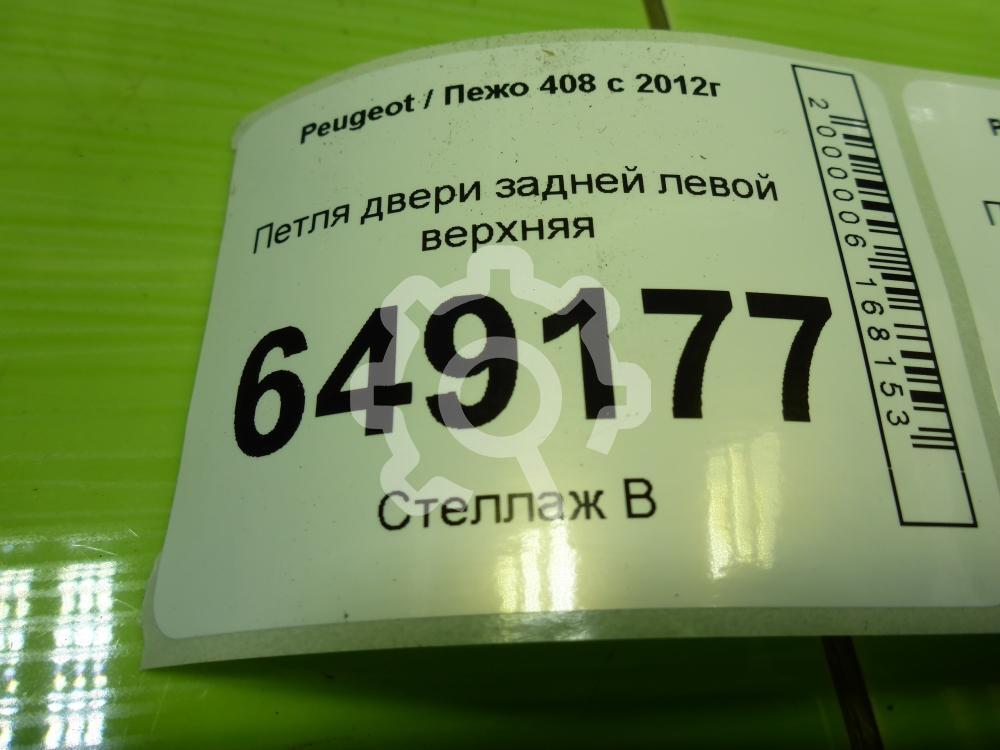 Peugeot / Пежо 408 с 2012г
Петля двери задней левой
верхняя
649177
Стеллаж В
2000006168153